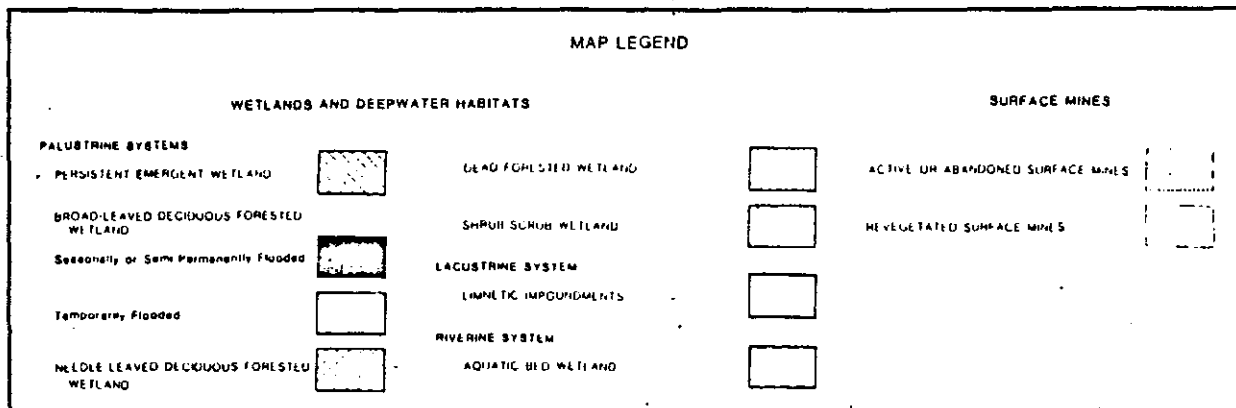 MAP LEGEND
WETLANDS AND DEEPWATER HABITATS
PALUSTRINE SYSTEMS
PERSISTENT EMERGENT WETLAND
BROAD-LEAVED DECIDUOUS FORESTED
WETLAND
Seasonally or Semi Permanently Flooded
Temporarily Flooded
NEEDLE LEAVED DECIDUOUS FORESTED
WETLAND
DEAD FORESTED WETLAND
SHRUB SCRUB WETLAND
LACUSTRINE SYSTEM
LIMNETIC IMPOUNDMENTS
RIVERINE SYSTEM
AQUATIC BED WETLAND
SURFACE MINES
ACTIVE OR ABANDONED SURFACE MINES
REVEGETATED SURFACE MINES